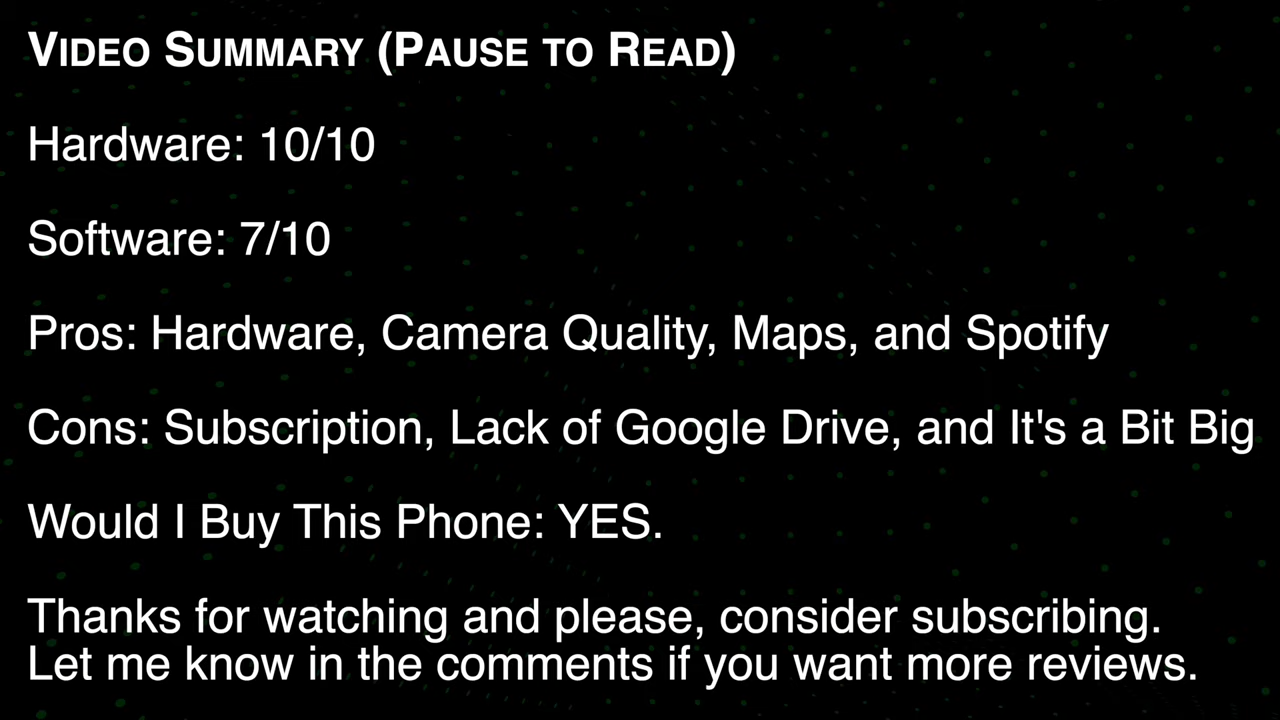 VIDEO SUMMARY (PAUSE TO READ)
Hardware: 10/10
Software: 7/10
Pros: Hardware, Camera Quality, Maps, and Spotify
Cons: Subscription, Lack of Google Drive, and It's a Bit Big
Would I Buy This Phone: YES.
Thanks for watching and please, consider subscribing.
Let me know in the comments if you want more reviews.